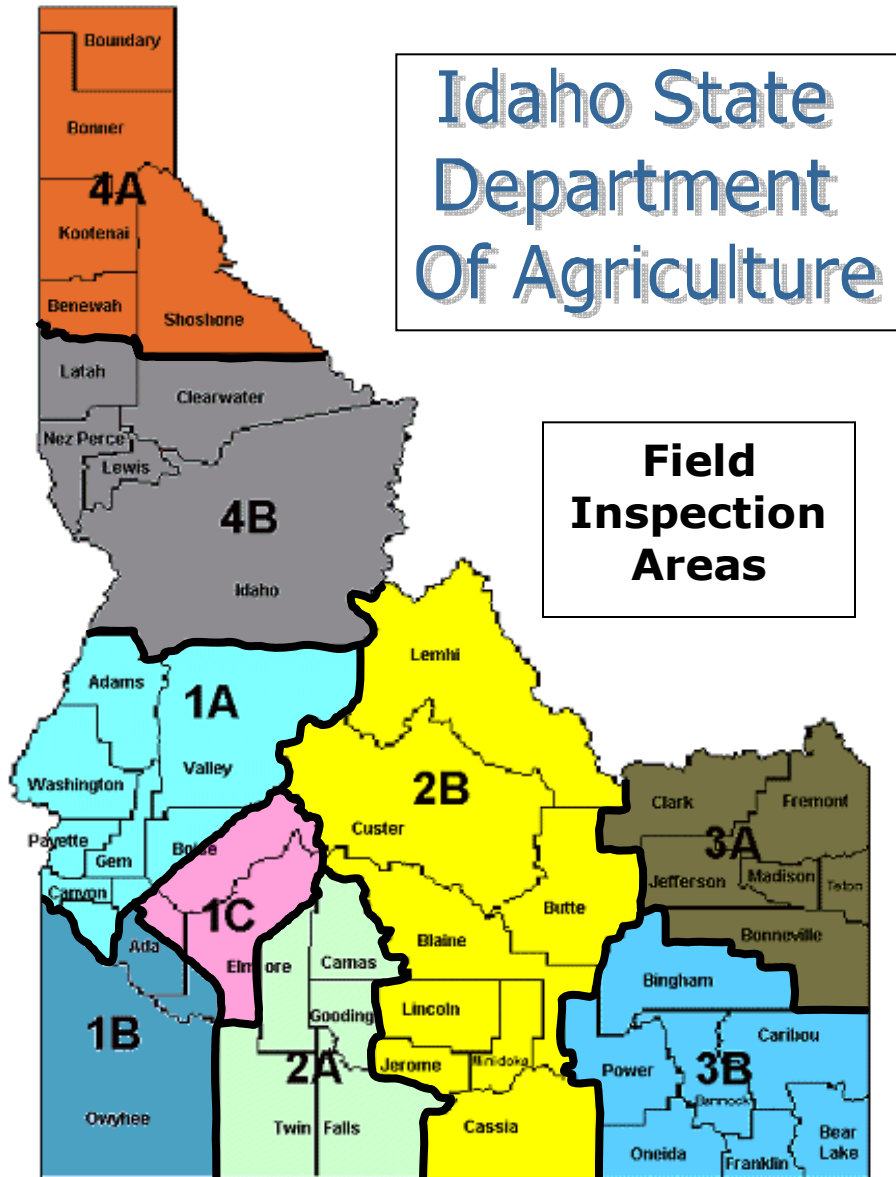 Boundary
Idaho State
Department
Of Agriculture
Bonner
4A
Kootenai
Benewah
Shoshone
Latah
Clearwater
Nez Perce
Lewis
Field
Inspection
Areas
4B
Idaho
Lemhi
Adams
1A
Valley
Washington
2B
Clark
Fremont
Custer
Payette
Boise
3A
Gem
Jefferson
Madison
Teton
Canyon
1C
Butte
Ada
Blaine
Bonneville
Elmore
Camas
Bingham
Lincoln
Gooding
1B
Caribou
2A
Jerome
Minidoka
Power
3B
Bannock
Owyhee
Twin Falls
Cassia
Oneida
Franklin
Bear
Lake